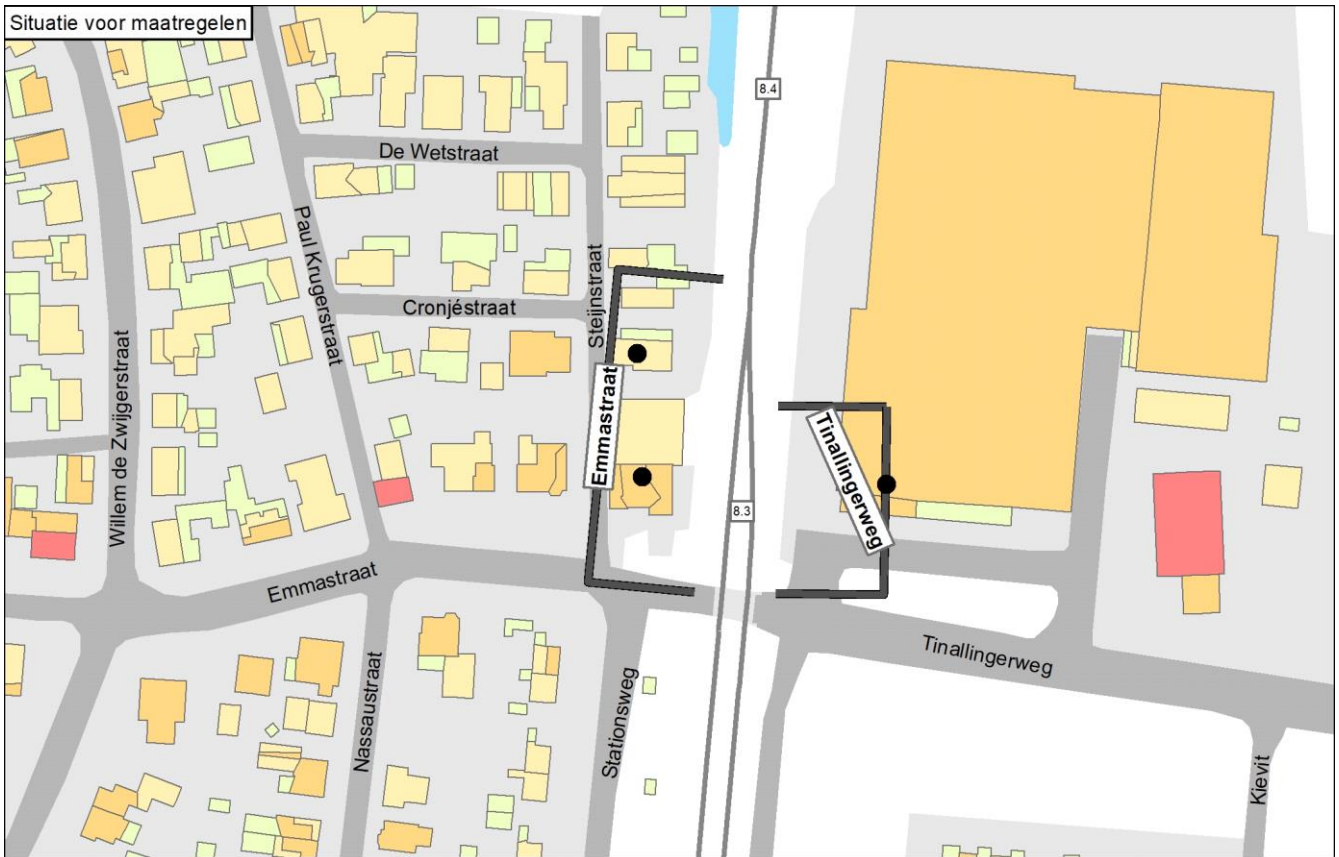 Situatie voor maatregelen
8.4
De Wetstraat
Paul Krugerstraat
Steijnstraat
Cronjéstraat
Willem de Zwijgerstraat
Emmastraat
Tinallingerweg
8.3
Emmastraat
Tinallingerweg
Nassaustraat
Stationsweg
Kievit